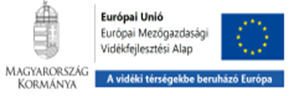 Európai Unió
Európai Mezőgazdasági
Vidékfejlesztési Alap
MAGYARORSZÁG
KORMÁNYA
A vidéki térségekbe beruházó Európa